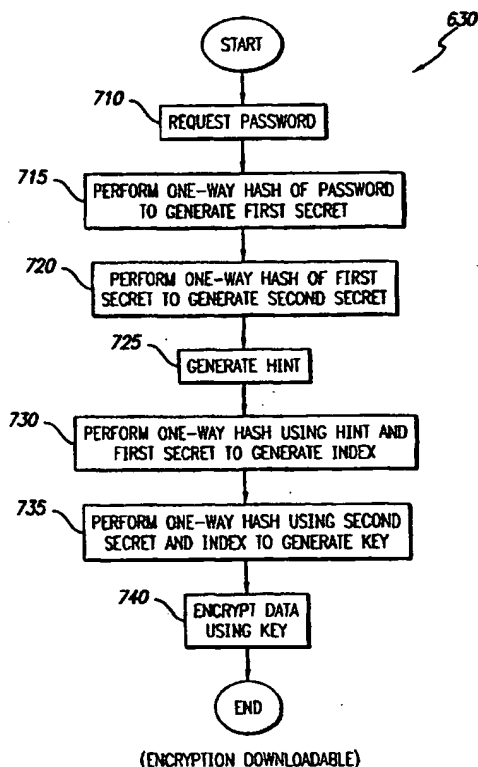 START
630
710
REQUEST PASSWORD
715
PERFORM ONE-WAY HASH OF PASSWORD
TO GENERATE FIRST SECRET
720
PERFORM ONE-WAY HASH OF FIRST
SECRET TO GENERATE SECOND SECRET
725
GENERATE HINT
730
PERFORM ONE-WAY HASH USING HINT AND
FIRST SECRET TO GENERATE INDEX
735
PERFORM ONE-WAY HASH USING SECOND
SECRET AND INDEX TO GENERATE KEY
740
ENCRYPT DATA
USING KEY
END
(ENCRYPTION DOWNLOADABLE)